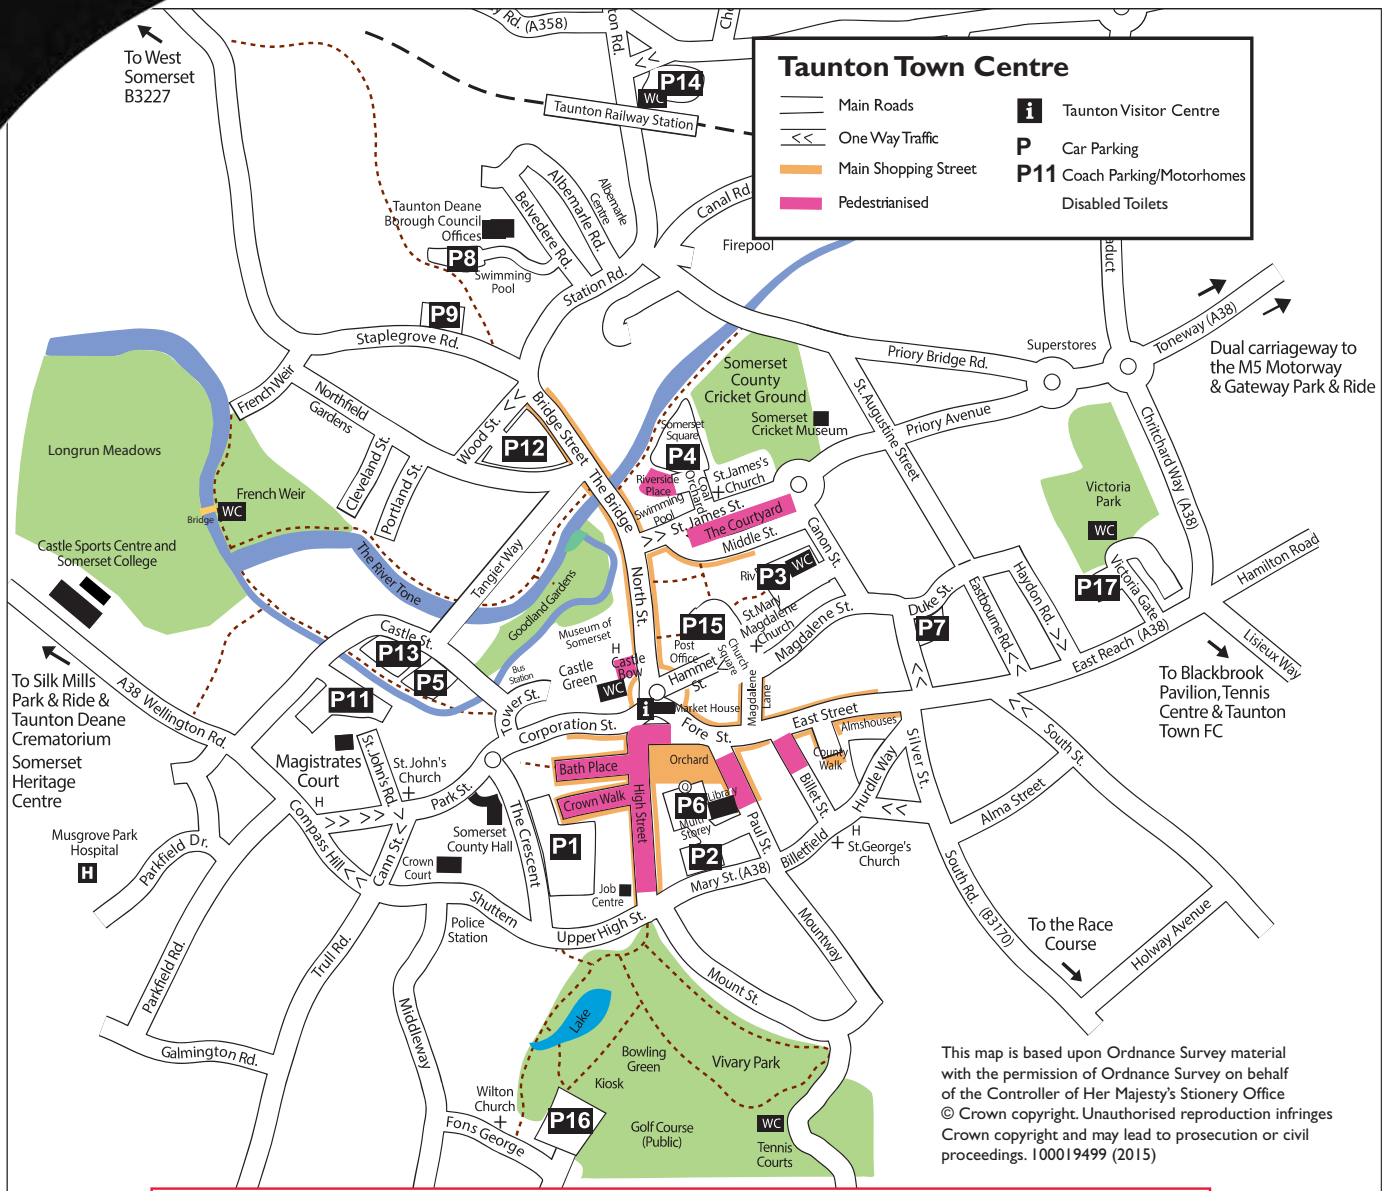 y Rd. (A358)
ton Rd.
Che
To West
Somerset
B3227
P14
WC
Taunton Railway Station
Taunton Town Centre
Main Roads
One Way Traffic
Main Shopping Street
Pedestrianised
i
Taunton Visitor Centre
P
Car Parking
P11
Coach Parking/Motorhomes
Disabled Toilets
Albemarle Rd.
Albemarle
Centre
Belvedere Rd.
Canal Rd.
Firepool
aduct
Taunton Deane
Borough Council
Offices
P8
Swimming
Pool
Station Rd.
P9
Staplegrove Rd.
Toneway (A38)
Superstores
Priory Bridge Rd.
Dual carriageway to
the M5 Motorway
& Gateway Park & Ride
French Weir
Northfield
Gardens
Bridge Street
Wood St.
P12
Somerset
County
Cricket Ground
Somerset
Cricket Museum
St. Augustine Street
Priory Avenue
Chritchard Way (A38)
Somerset
Square
P4
Longrun Meadows
Cleveland St.
Portland St.
The Bridge
Riverside
Place
Coal
Orchard
St.James's
Church
Swimming
Pool
St. James St.
The Courtyard
Middle St.
Canon St.
French Weir
WC
Bridge
Victoria
Park
WC
Castle Sports Centre and
Somerset College
The River Tone
Tangier Way
Goodland Gardens
North St.
Riv
P3
WC
Hamilton Road
P17
Victoria Gate
Haydon Rd.
Eastbourne Rd.
Duke St.
P7
East Reach (A38)
Lisieux Way
St.Mary
Magdalene
Church
Magdalene St.
P15
Post
Office
Church
Square
Hammet
St.
Magdalene
Lane
Museum of
Somerset
H
Castle
Bow
Castle
Green
WC
Bus
Station
Castle St.
P13
P5
P11
Tower St.
To Silk Mills
Park & Ride &
Taunton Deane
Crematorium
Somerset
Heritage
Centre
A38 Wellington Rd.
To Blackbrook
Pavilion, Tennis
Centre & Taunton
Town FC
i
Market House
Corporation St.
Fore St.
East Street
Almshouses
County
Walk
Magistrates
Court
H
St. John's Rd.
St. John's
Church
Park St.
Bath Place
Crown Walk
High Street
Orchard
P6
Multi
Storey
Library
Billet St.
Hurdle Way
Silver St.
South St.
Alma Street
Compass Hill
Cann St.
Somerset
County Hall
Crown
Court
The Crescent
P1
P2
Paul St.
Billetfield
H
St.George's
Church
Musgrove Park
Hospital
H
Parkfield Dr.
Job
Centre
Mary St. (A38)
Shuttern
Police
Station
Upper High St.
South Rd. (B3170)
To the Race
Course
Holway Avenue
Mountway
Mount St.
Parkfield Rd.
Trull Rd.
Middleway
Galmington Rd.
Lake
Bowling
Green
Kiosk
Vivary Park
Wilton
Church
P16
Fons George
Golf Course
(Public)
WC
Tennis
Courts
This map is based upon Ordnance Survey material
with the permission of Ordnance Survey on behalf
of the Controller of Her Majesty's Stionery Office
© Crown copyright. Unauthorised reproduction infringes
Crown copyright and may lead to prosecution or civil
proceedings. 100019499 (2015)